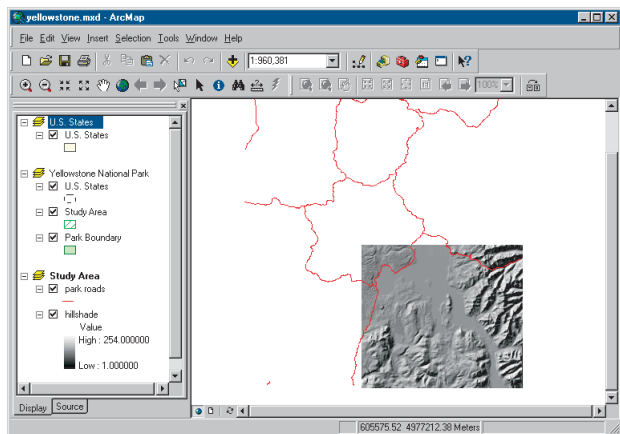 yellowstone.mxd - ArcMap
File Edit View Insert Selection Tools Window Help
1:960,381
100%
U.S. States
U.S. States
Yellowstone National Park
U.S. States
Study Area
Park Boundary
Study Area
park roads
hillshade
Value
High : 254.000000
Low : 1.000000
Display Source
605575.52 4977212.38 Meters